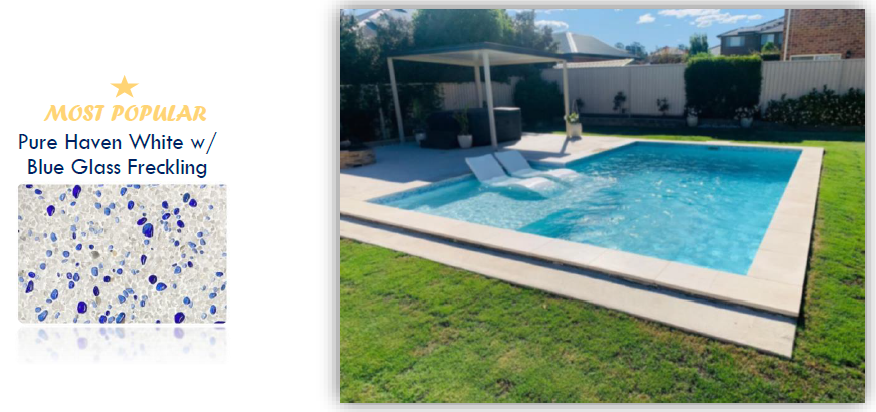 MOST POPULAR
Pure Haven White w/
Blue Glass Freckling